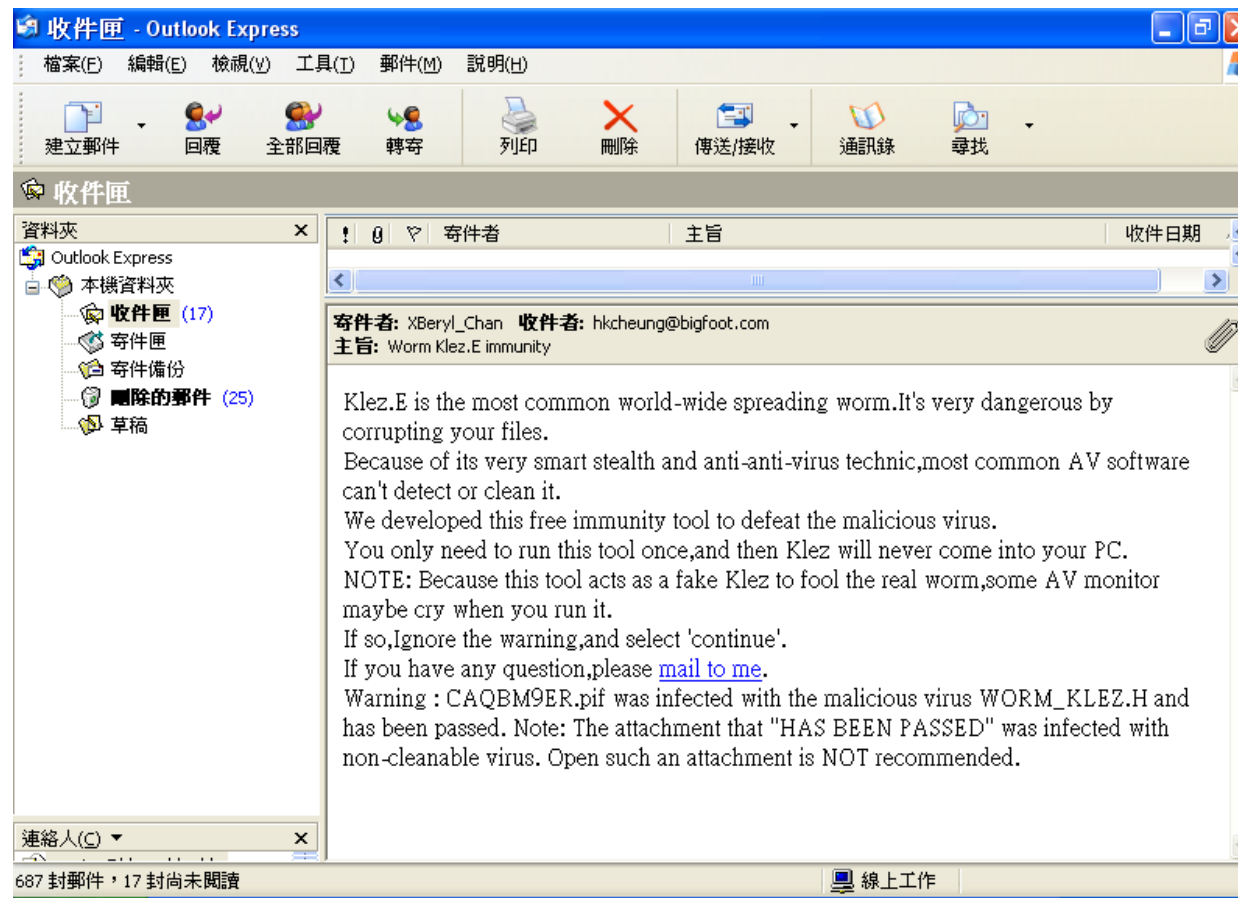 收件匣 - Outlook Express
檔案(F) 編輯(E) 檢視(V) 工具(T) 郵件(M) 說明(H)
建立郵件 回覆 全部回覆 轉寄 列印 刪除 傳送/接收 通訊錄 尋找
收件匣
資料夾
Outlook Express
本機資料夾
收件匣 (17)
寄件匣
寄件備份
刪除的郵件 (25)
草稿
連絡人(C)
! 寄件者 主旨 收件日期
寄件者: XBeryl_Chan 收件者: hkcheung@bigfoot.com
主旨: Worm Klez.E immunity
Klez.E is the most common world-wide spreading worm.It's very dangerous by
corrupting your files.
Because of its very smart stealth and anti-anti-virus technic,most common AV software
can't detect or clean it.
We developed this free immunity tool to defeat the malicious virus.
You only need to run this tool once,and then Klez will never come into your PC.
NOTE: Because this tool acts as a fake Klez to fool the real worm,some AV monitor
maybe cry when you run it.
If so,Ignore the warning,and select 'continue'.
If you have any question,please mail to me.
Warning : CAQBM9ER.pif was infected with the malicious virus WORM_KLEZ.H and
has been passed. Note: The attachment that "HAS BEEN PASSED" was infected with
non-cleanable virus. Open such an attachment is NOT recommended.
687 封郵件，17 封尚未閱讀
線上工作